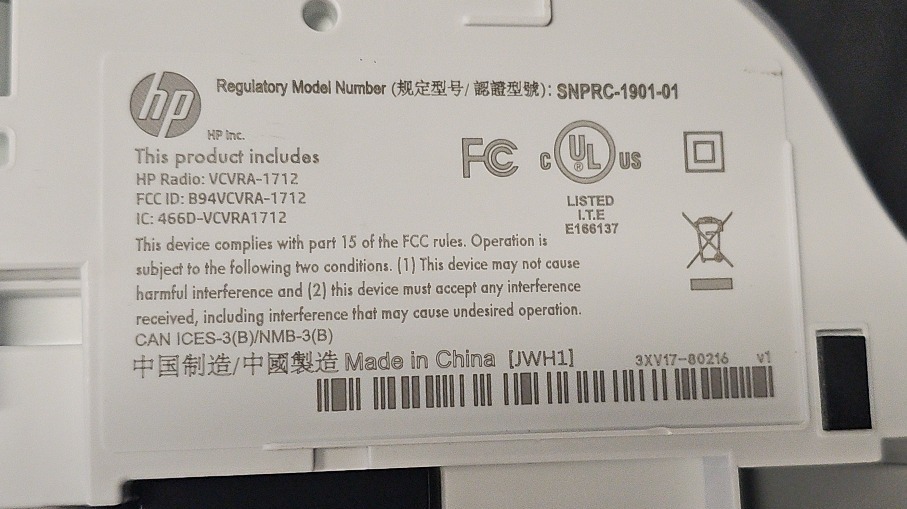 hp
Regulatory Model Number (规定型号/ 認證型號): SNPRC-1901-01
HP Inc.
This product includes
HP Radio: VCVRA-1712
FCC ID: B94VCVRA-1712
IC: 466D-VCVRA1712
FC
C UL ® US
LISTED
I.T.E
E166137
This device complies with part 15 of the FCC rules. Operation is
subject to the following two conditions. (1) This device may not cause
harmful interference and (2) this device must accept any interference
received, including interference that may cause undesired operation.
CAN ICES-3(B)/NMB-3(B)
中国制造/中國製造 Made in China [JWH1]
3XV17-80216 v1